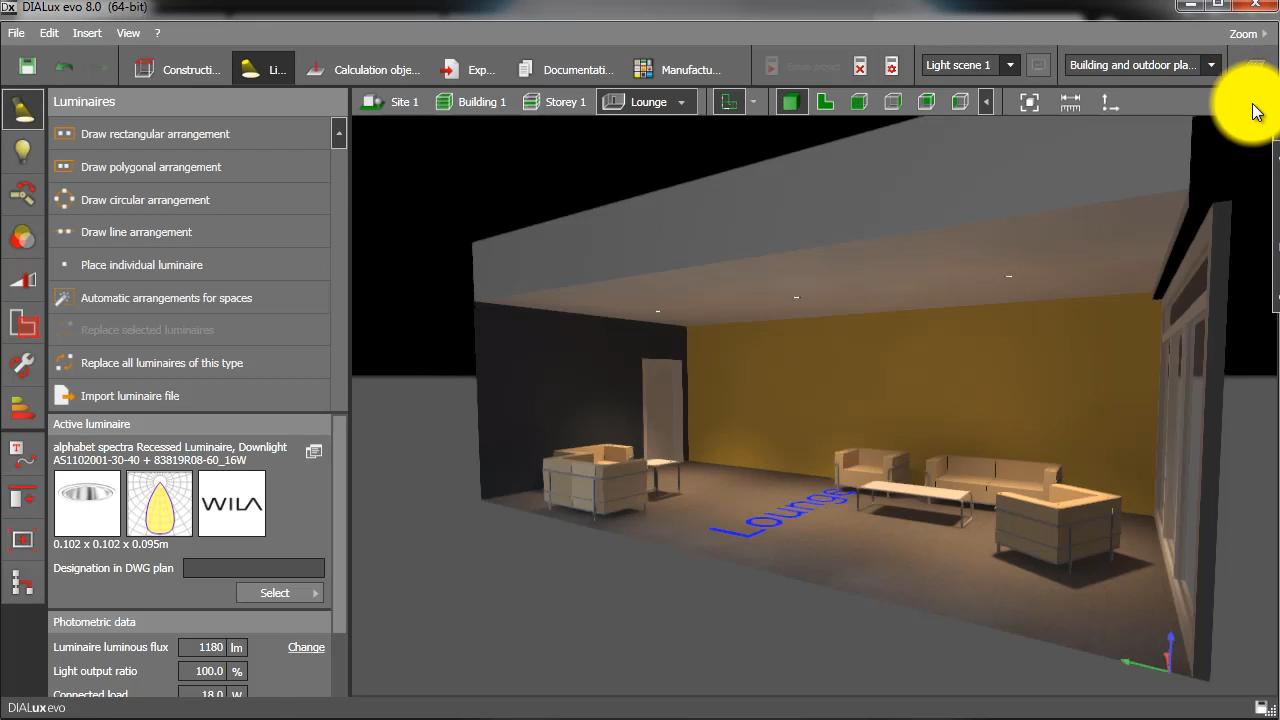 DIALux evo 8.0 (64-bit)
File Edit Insert View ?
Zoom
Constructi...
Li...
Calculation obje...
Exp...
Documentati...
Manufactu...
Light scene 1
Building and outdoor pla...
Luminaires
Site 1
Building 1
Storey 1
Lounge
Draw rectangular arrangement
Draw polygonal arrangement
Draw circular arrangement
Draw line arrangement
Place individual luminaire
Automatic arrangements for spaces
Replace selected luminaires
Replace all luminaires of this type
Import luminaire file
Active luminaire
alphabet spectra Recessed Luminaire, Downlight
AS1102001-30-40 + 83819R08-60_16W
WILA
0.102 x 0.102 x 0.095m
Designation in DWG plan
Select
Photometric data
Luminaire luminous flux 1180 lm Change
Light output ratio 100.0 %
Connected load 18.0 W
Lounge
DIALux evo